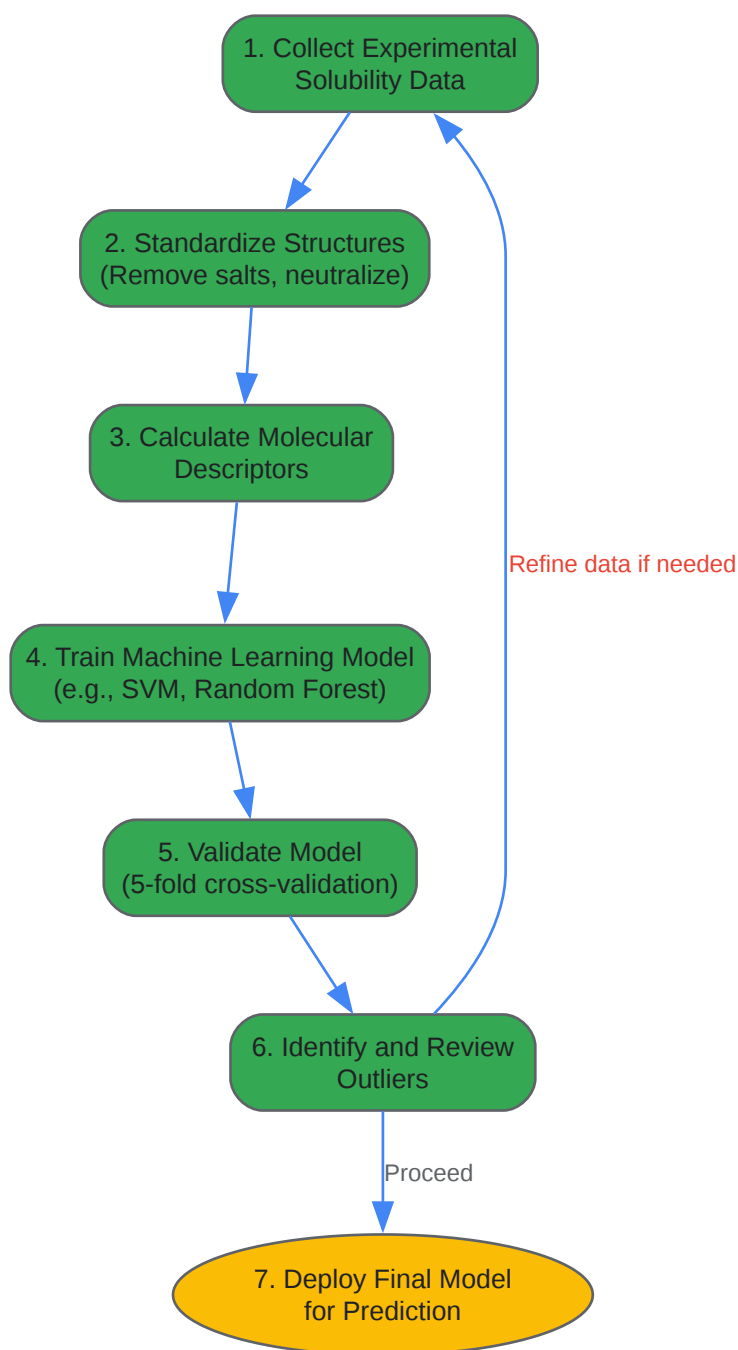 1. Collect Experimental
Solubility Data
2. Standardize Structures
(Remove salts, neutralize)
3. Calculate Molecular
Descriptors
Refine data if needed
4. Train Machine Learning Model
(e.g., SVM, Random Forest)
5. Validate Model
(5-fold cross-validation)
6. Identify and Review
Outliers
Proceed
7. Deploy Final Model
for Prediction